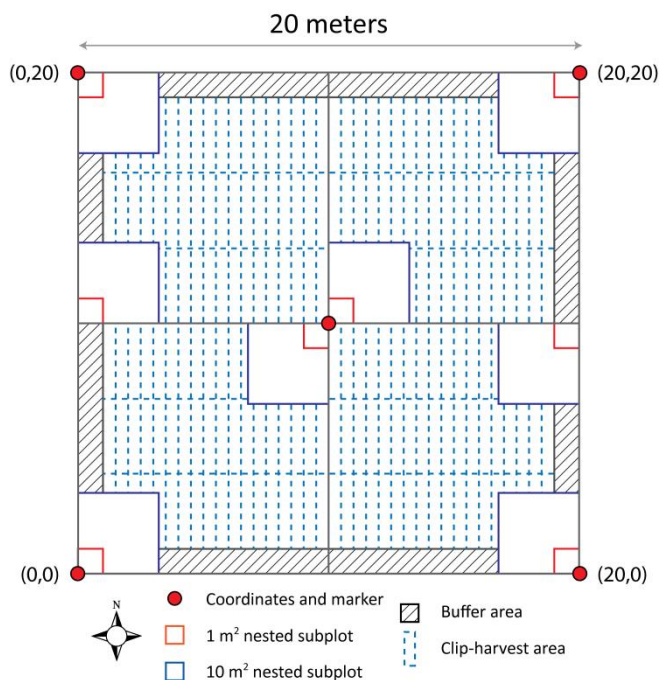 20 meters
(0,20)
(20,20)
(0,0)
(20,0)
N
Coordinates and marker
1 m² nested subplot
10 m² nested subplot
Buffer area
Clip-harvest area